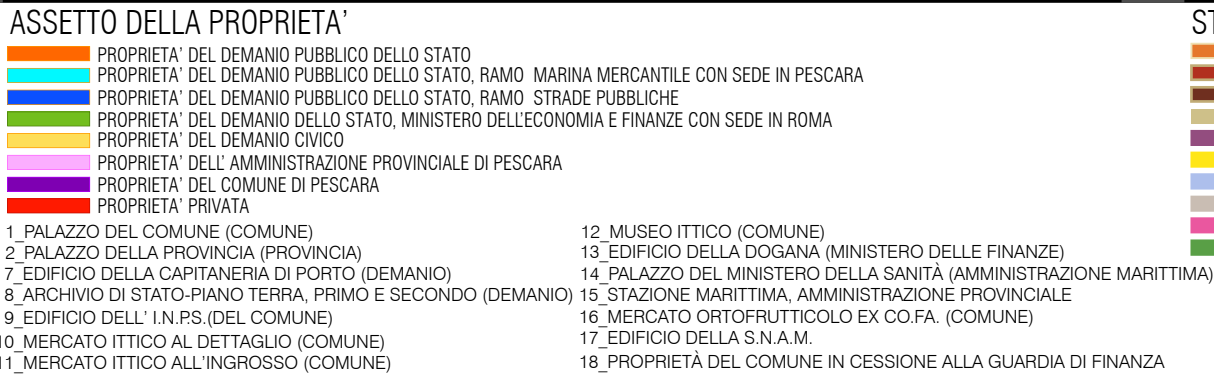 ASSETTO DELLA PROPRIETA'
ST
PROPRIETA' DEL DEMANIO PUBBLICO DELLO STATO
PROPRIETA' DEL DEMANIO PUBBLICO DELLO STATO, RAMO MARINA MERCANTILE CON SEDE IN PESCARA
PROPRIETA' DEL DEMANIO PUBBLICO DELLO STATO, RAMO STRADE PUBBLICHE
PROPRIETA' DEL DEMANIO DELLO STATO, MINISTERO DELL'ECONOMIA E FINANZE CON SEDE IN ROMA
PROPRIETA' DEL DEMANIO CIVICO
PROPRIETA' DELL' AMMINISTRAZIONE PROVINCIALE DI PESCARA
PROPRIETA' DEL COMUNE DI PESCARA
PROPRIETA' PRIVATA
1_PALAZZO DEL COMUNE (COMUNE)
2_PALAZZO DELLA PROVINCIA (PROVINCIA)
7_EDIFICIO DELLA CAPITANERIA DI PORTO (DEMANIO)
8_ARCHIVIO DI STATO-PIANO TERRA, PRIMO E SECONDO (DEMANIO)
9_EDIFICIO DELL' I.N.P.S.(DEL COMUNE)
10_MERCATO ITTICO AL DETTAGLIO (COMUNE)
11_MERCATO ITTICO ALL'INGROSSO (COMUNE)
12_MUSEO ITTICO (COMUNE)
13_EDIFICIO DELLA DOGANA (MINISTERO DELLE FINANZE)
14_PALAZZO DEL MINISTERO DELLA SANITÀ (AMMINISTRAZIONE MARITTIMA)
15_STAZIONE MARITTIMA, AMMINISTRAZIONE PROVINCIALE
16_MERCATO ORTOFRUTTICOLO EX CO.FA. (COMUNE)
17_EDIFICIO DELLA S.N.A.M.
18_PROPRIETÀ DEL COMUNE IN CESSIONE ALLA GUARDIA DI FINANZA